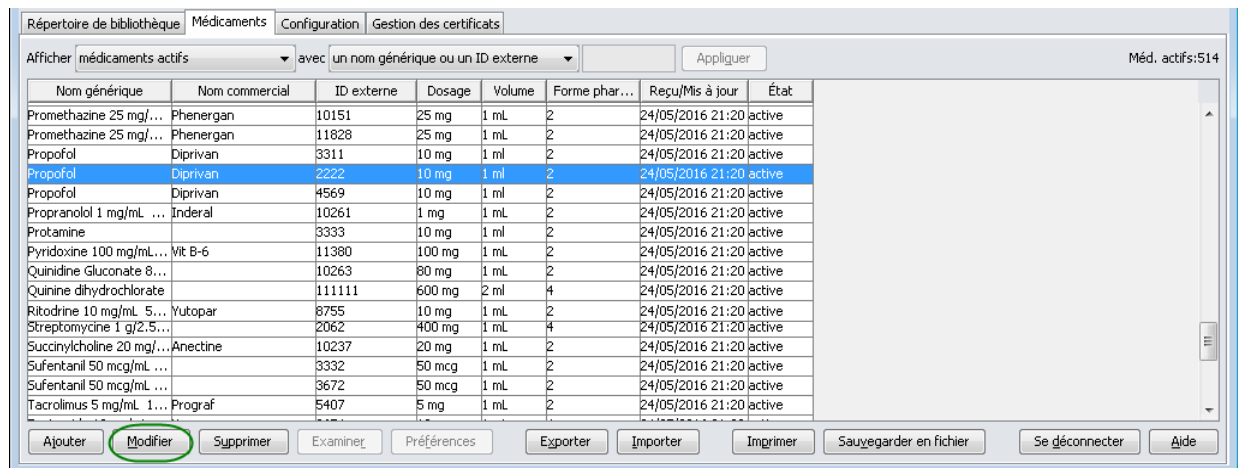 Répertoire de bibliothèque Médicaments Configuration Gestion des certificats
Afficher médicaments actifs avec un nom générique ou un ID externe Appliquer Méd. actifs:514
Nom générique Nom commercial ID externe Dosage Volume Forme phar... Reçu/Mis à jour État
Promethazine 25 mg/... Phenergan 10151 25 mg 1 mL 2 24/05/2016 21:20 active
Promethazine 25 mg/... Phenergan 11828 25 mg 1 mL 2 24/05/2016 21:20 active
Propofol Diprivan 3311 10 mg 1 ml 2 24/05/2016 21:20 active
Propofol Diprivan 2222 10 mg 1 ml 2 24/05/2016 21:20 active
Propofol Diprivan 4569 10 mg 1 ml 2 24/05/2016 21:20 active
Propranolol 1 mg/mL ... Inderal 10261 1 mg 1 mL 2 24/05/2016 21:20 active
Protamine 3333 10 mg 1 mL 2 24/05/2016 21:20 active
Pyridoxine 100 mg/mL... Vit B-6 11380 100 mg 1 mL 2 24/05/2016 21:20 active
Quinidine Gluconate 8... 10263 80 mg 1 mL 2 24/05/2016 21:20 active
Quinine dihydrochlorate 111111 600 mg 2 ml 4 24/05/2016 21:20 active
Ritodrine 10 mg/mL 5... Yutopar 8755 10 mg 1 mL 2 24/05/2016 21:20 active
Streptomycine 1 g/2.5... 2062 400 mg 1 mL 4 24/05/2016 21:20 active
Succinylcholine 20 mg/... Anectine 10237 20 mg 1 mL 2 24/05/2016 21:20 active
Sufentanil 50 mcg/mL ... 3332 50 mcg 1 mL 2 24/05/2016 21:20 active
Sufentanil 50 mcg/mL ... 3672 50 mcg 1 mL 2 24/05/2016 21:20 active
Tacrolimus 5 mg/mL 1... Prograf 5407 5 mg 1 mL 2 24/05/2016 21:20 active
Ajouter Modifier Supprimer Examiner Préférences Exporter Importer Imprimer Sauvegarder en fichier Se déconnecter Aide